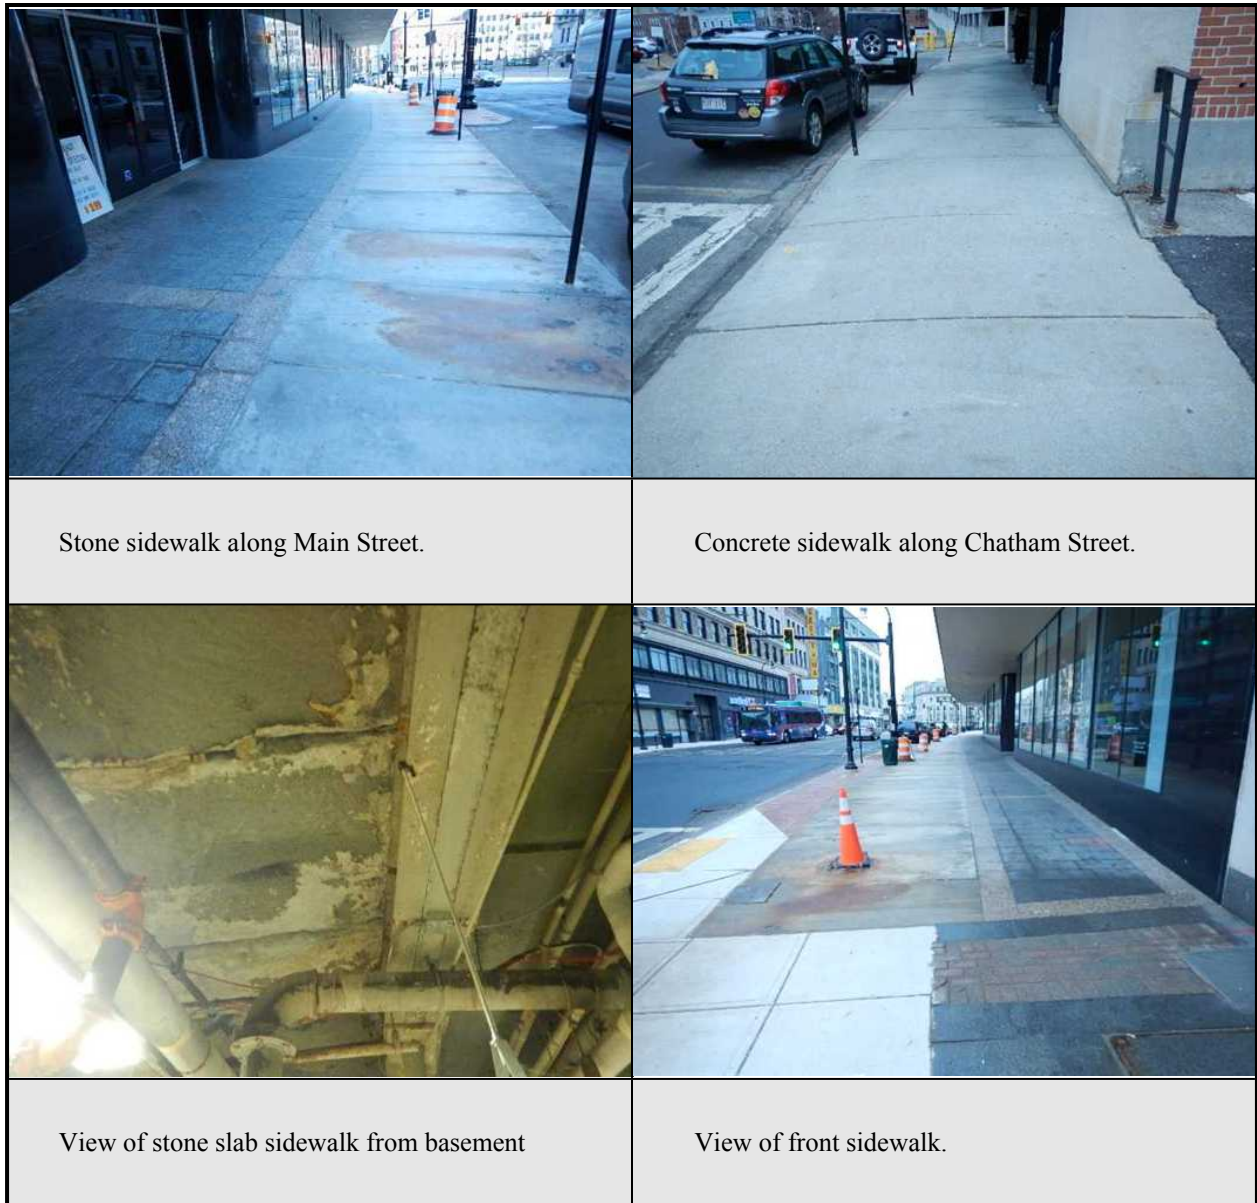 Stone sidewalk along Main Street.
Concrete sidewalk along Chatham Street.
View of stone slab sidewalk from basement
View of front sidewalk.